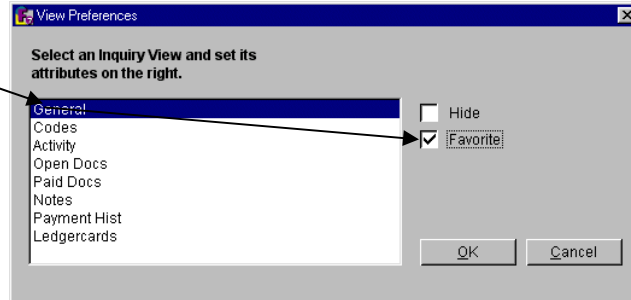 View Preferences
Select an Inquiry View and set its
attributes on the right.
General
Codes
Activity
Open Docs
Paid Docs
Notes
Payment Hist
Ledgercards
Hide
Favorite
OK
Cancel